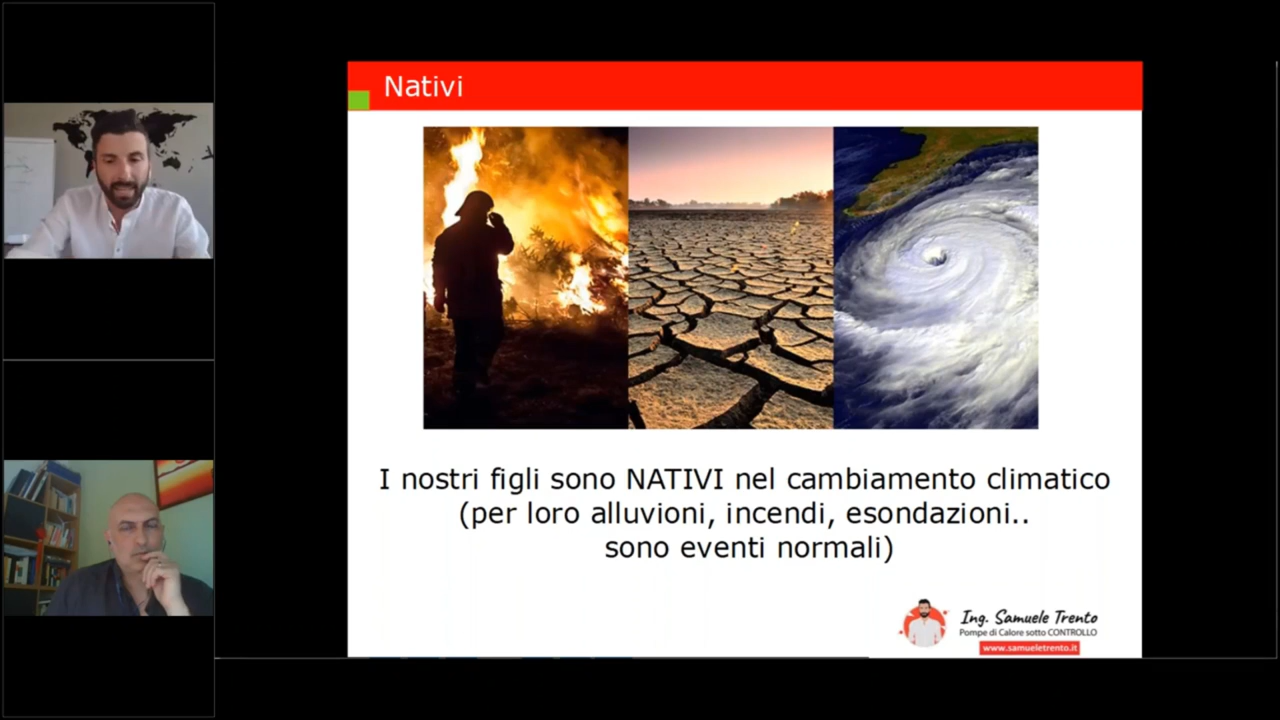 Nativi
I nostri figli sono NATIVI nel cambiamento climatico
(per loro alluvioni, incendi, esondazioni..
sono eventi normali)
Ing. Samuele Trento
Pompe di Calore sotto CONTROLLO
www.samueletrento.it